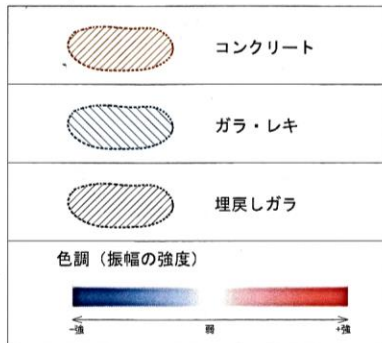 コンクリート
ガラ・レキ
埋戻しガラ
色調（振幅の強度）
-強 弱 +強